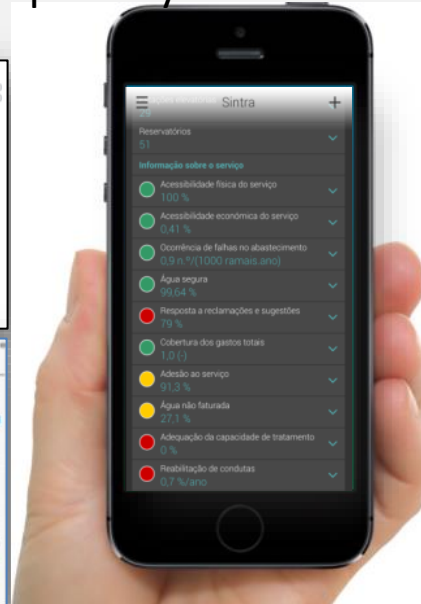 Sintra
29
Reservatórios
51
Informação sobre o serviço
Acessibilidade física do serviço
100 %
Acessibilidade económica do serviço
0,41 %
Ocorrência de falhas no abastecimento
0,9 n.º/(1000 ramais.ano)
Água segura
99,64 %
Resposta a reclamações e sugestões
79 %
Cobertura dos gastos totais
1,0 (-)
Adesão ao serviço
91,3 %
Água não faturada
27,1 %
Adequação da capacidade de tratamento
0 %
Reabilitação de condutas
0,7 %/ano